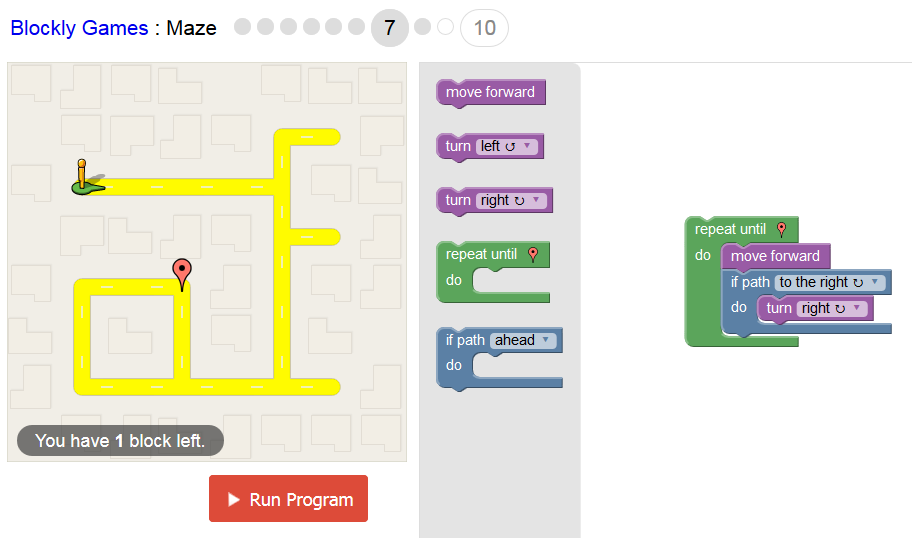 Blockly Games : Maze 7 10
move forward
turn left ↺ ▼
turn right ↻ ▼
repeat until
do
if path ahead ▼
do
repeat until
do move forward
if path to the right ↻ ▼
do turn right ↻ ▼
You have 1 block left.
Run Program